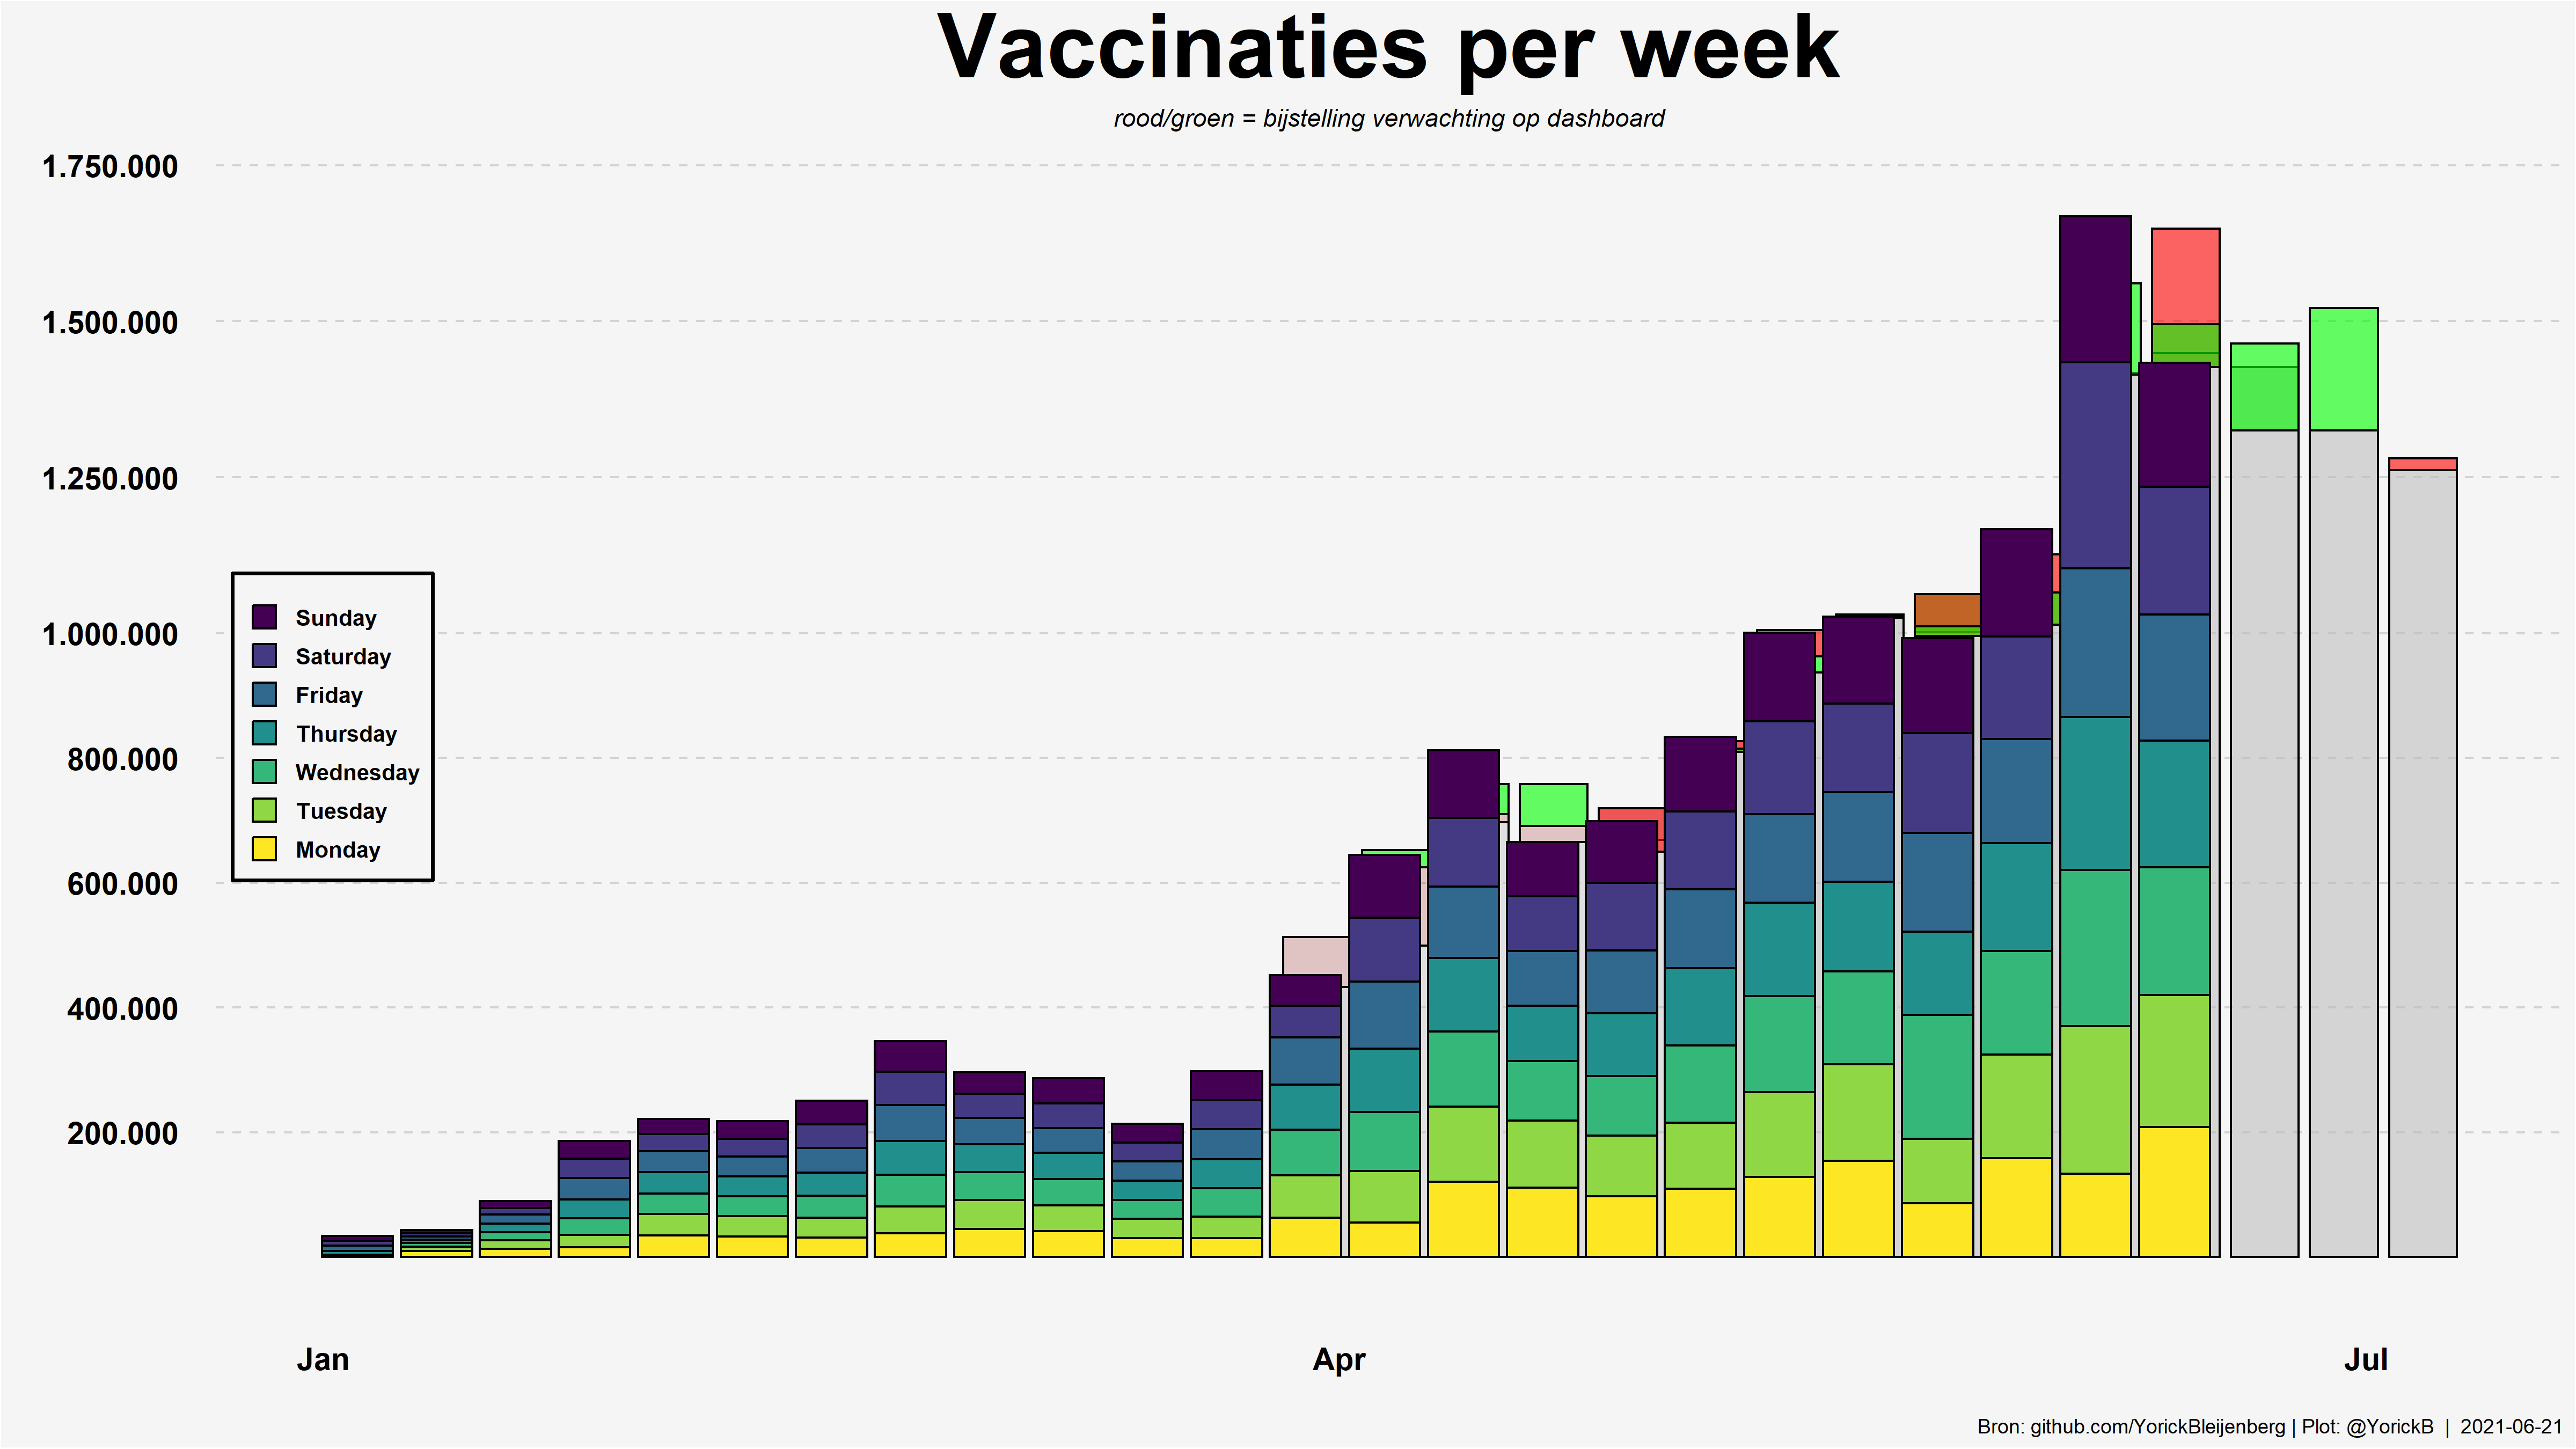 Vaccinaties per week
rood/groen = bijstelling verwachting op dashboard
1.750.000
1.500.000
1.250.000
1.000.000
800.000
600.000
400.000
200.000
Sunday
Saturday
Friday
Thursday
Wednesday
Tuesday
Monday
Jan
Apr
Jul
Bron: github.com/YorickBleijenberg | Plot: @YorickB | 2021-06-21